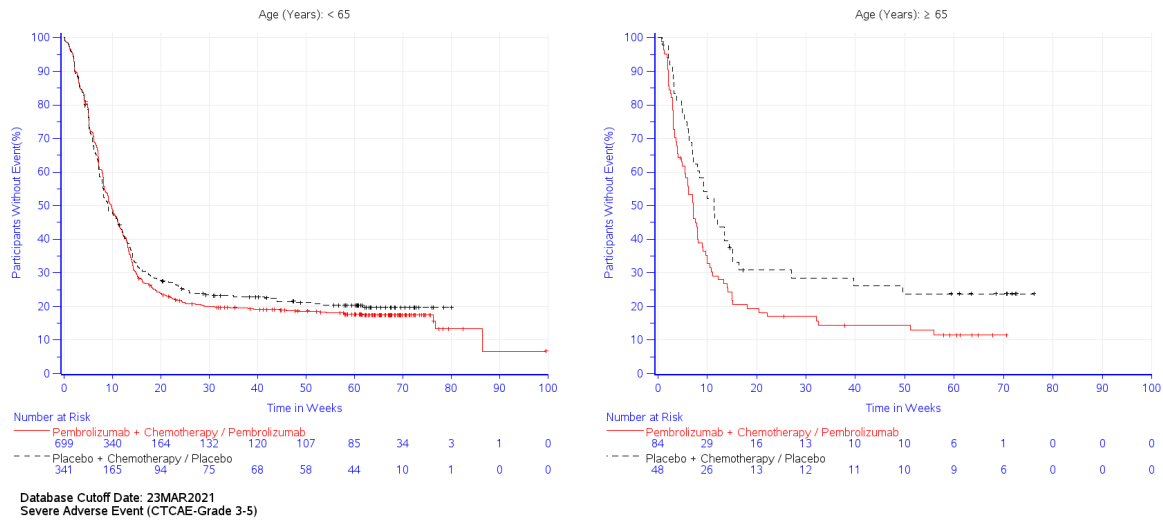 Age (Years): < 65
Participants Without Event(%)
100
90
80
70
60
50
40
30
20
10
0
0 10 20 30 40 50 60 70 80 90 100
Time in Weeks
Number at Risk
Pembrolizumab + Chemotherapy / Pembrolizumab
699 340 164 132 120 107 85 34 3 1 0
Placebo + Chemotherapy / Placebo
341 165 94 75 68 58 44 10 1 0 0
Age (Years): ≥ 65
Participants Without Event(%)
100
90
80
70
60
50
40
30
20
10
0
0 10 20 30 40 50 60 70 80 90 100
Time in Weeks
Number at Risk
Pembrolizumab + Chemotherapy / Pembrolizumab
84 29 16 13 10 10 6 1 0 0 0
Placebo + Chemotherapy / Placebo
48 26 13 12 11 10 9 6 0 0 0
Database Cutoff Date: 23MAR2021
Severe Adverse Event (CTCAE-Grade 3-5)